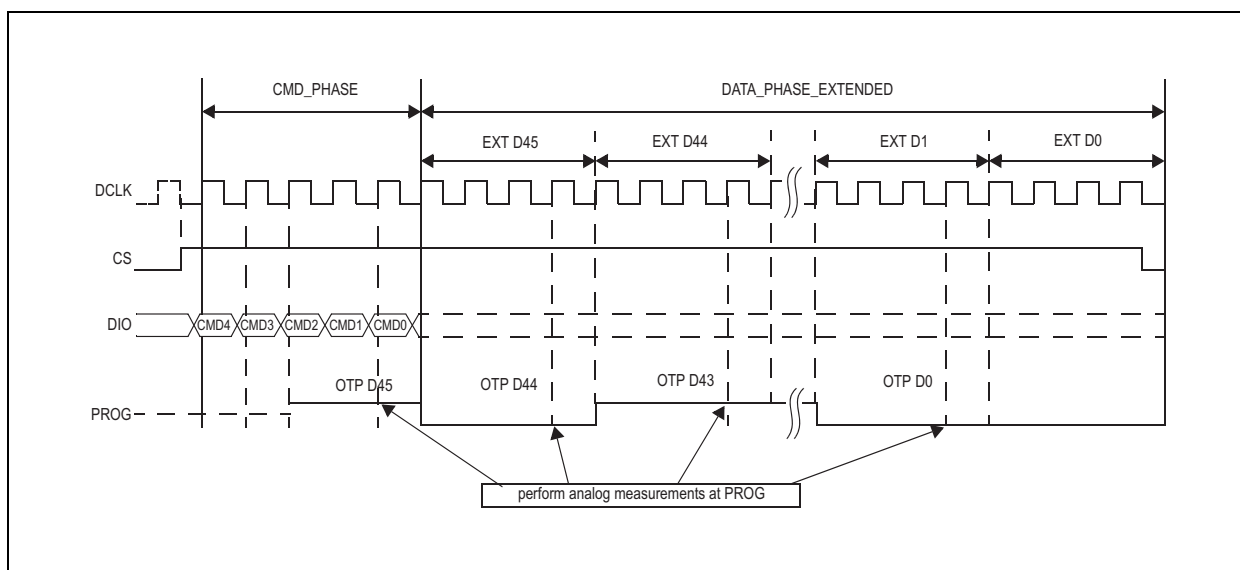 CMD_PHASE DATA_PHASE_EXTENDED
EXT D45 EXT D44 EXT D1 EXT D0
DCLK
CS
DIO CMD4 CMD3 CMD2 CMD1 CMD0
OTP D45 OTP D44 OTP D43 OTP D0
PROG
perform analog measurements at PROG